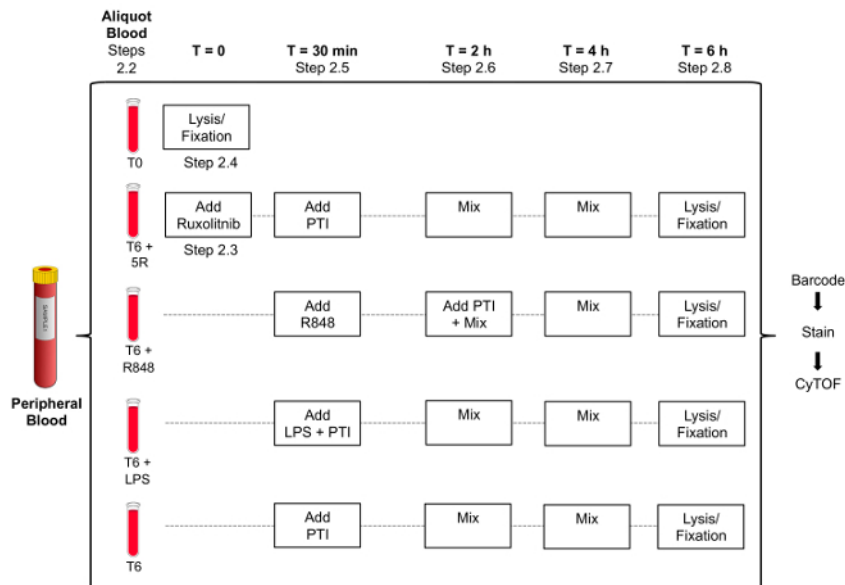 Aliquot
Blood
Steps
2.2
T = 0
T = 30 min
Step 2.5
T = 2 h
Step 2.6
T = 4 h
Step 2.7
T = 6 h
Step 2.8
T0
Lysis/
Fixation
Step 2.4
T6 +
5R
Add
Ruxolitnib
Step 2.3
Add
PTI
Mix
Mix
Lysis/
Fixation
T6 +
R848
Add
R848
Add PTI
+ Mix
Mix
Lysis/
Fixation
T6 +
LPS
Add
LPS + PTI
Mix
Mix
Lysis/
Fixation
T6
Add
PTI
Mix
Mix
Lysis/
Fixation
Peripheral
Blood
Barcode
Stain
CyTOF